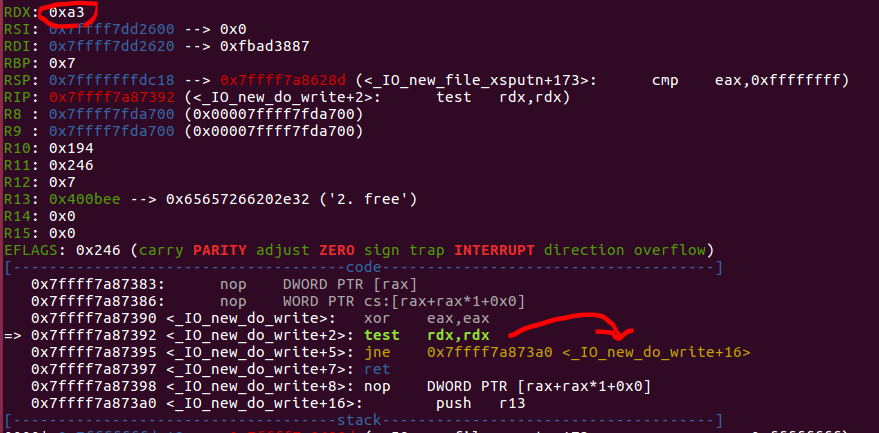 RDX: 0xa3
RSI: 0x7ffff7dd2600 --> 0x0
RDI: 0x7ffff7dd2620 --> 0xfbad3887
RBP: 0x7
RSP: 0x7fffffffdc18 --> 0x7ffff7a8628d (<_IO_new_file_xsputn+173>: cmp eax,0xffffffff)
RIP: 0x7ffff7a87392 (<_IO_new_do_write+2>: test rdx,rdx)
R8 : 0x7ffff7fda700 (0x00007ffff7fda700)
R9 : 0x7ffff7fda700 (0x00007ffff7fda700)
R10: 0x194
R11: 0x246
R12: 0x7
R13: 0x400bee --> 0x65657266202e32 ('2. free')
R14: 0x0
R15: 0x0
EFLAGS: 0x246 (carry PARITY adjust ZERO sign trap INTERRUPT direction overflow)
[-------------------------------------code-------------------------------------]
0x7ffff7a87383: nop DWORD PTR [rax]
0x7ffff7a87386: nop WORD PTR cs:[rax+rax*1+0x0]
0x7ffff7a87390 <_IO_new_do_write>: xor eax,eax
=> 0x7ffff7a87392 <_IO_new_do_write+2>: test rdx,rdx
0x7ffff7a87395 <_IO_new_do_write+5>: jne 0x7ffff7a873a0 <_IO_new_do_write+16>
0x7ffff7a87397 <_IO_new_do_write+7>: ret
0x7ffff7a87398 <_IO_new_do_write+8>: nop DWORD PTR [rax+rax*1+0x0]
0x7ffff7a873a0 <_IO_new_do_write+16>: push r13
[------------------------------------stack-------------------------------------]